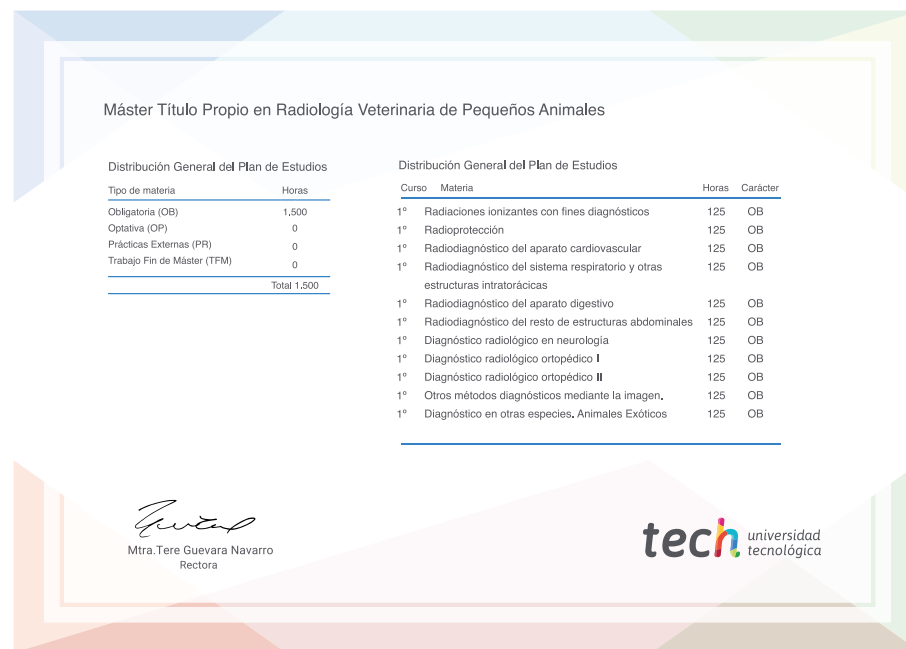 Máster Título Propio en Radiología Veterinaria de Pequeños Animales
Distribución General del Plan de Estudios
Tipo de materia Horas
Obligatoria (OB) 1,500
Optativa (OP) 0
Prácticas Externas (PR) 0
Trabajo Fin de Máster (TFM) 0
Total 1.500
Distribución General del Plan de Estudios
Curso Materia Horas Carácter
1º Radiaciones ionizantes con fines diagnósticos 125 OB
1º Radioprotección 125 OB
1º Radiodiagnóstico del aparato cardiovascular 125 OB
1º Radiodiagnóstico del sistema respiratorio y otras 125 OB
estructuras intratorácicas
1º Radiodiagnóstico del aparato digestivo 125 OB
1º Radiodiagnóstico del resto de estructuras abdominales 125 OB
1º Diagnóstico radiológico en neurología 125 OB
1º Diagnóstico radiológico ortopédico I 125 OB
1º Diagnóstico radiológico ortopédico II 125 OB
1º Otros métodos diagnósticos mediante la imagen. 125 OB
1º Diagnóstico en otras especies. Animales Exóticos 125 OB
Mtra.Tere Guevara Navarro
Rectora
tech universidad
tecnológica